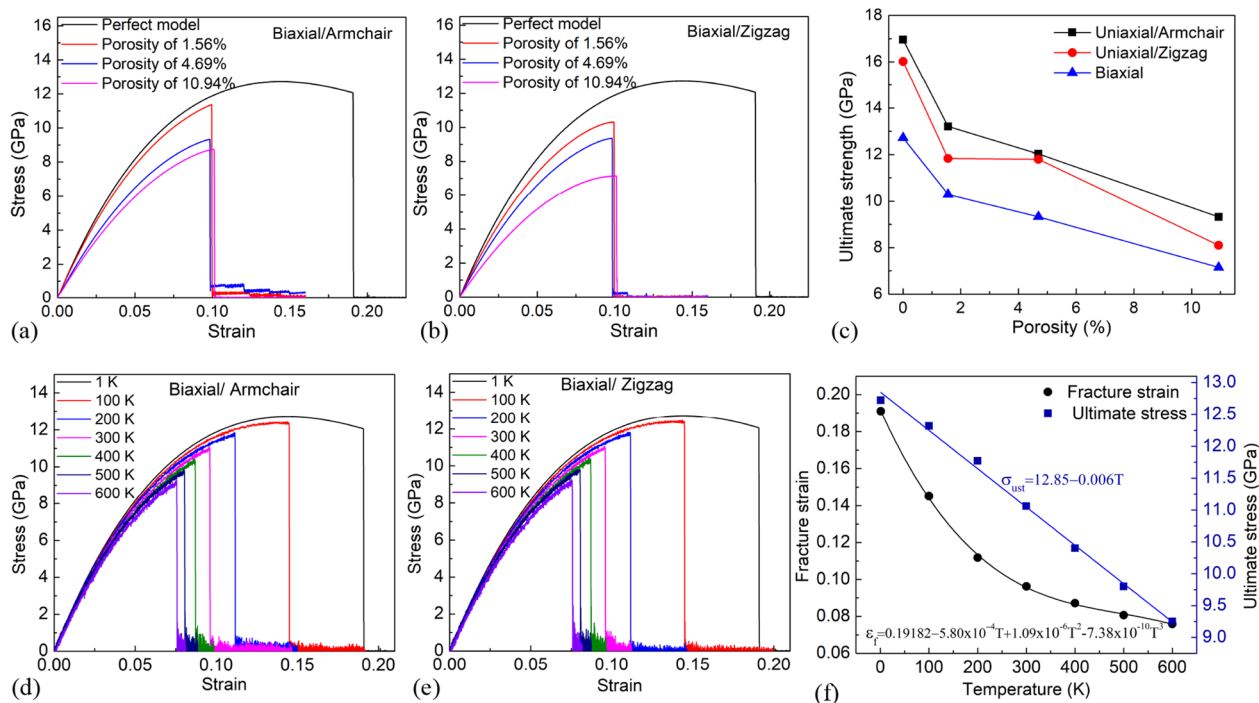 Perfect model
Biaxial/Armchair
Porosity of 1.56%
Porosity of 4.69%
Porosity of 10.94%
16
14
12
10
8
6
4
2
0
Stress (GPa)
0.00
0.05
0.10
0.15
0.20
Strain
(a)
Perfect model
Biaxial/Zigzag
Porosity of 1.56%
Porosity of 4.69%
Porosity of 10.94%
16
14
12
10
8
6
4
2
0
Stress (GPa)
0.00
0.05
0.10
0.15
0.20
Strain
(b)
Uniaxial/Armchair
Uniaxial/Zigzag
Biaxial
18
16
14
12
10
8
6
Ultimate strength (GPa)
0
2
4
6
8
10
Porosity (%)
(c)
Biaxial/ Armchair
1 K
100 K
200 K
300 K
400 K
500 K
600 K
14
12
10
8
6
4
2
0
Stress (GPa)
0.00
0.05
0.10
0.15
0.20
Strain
(d)
Biaxial/ Zigzag
1 K
100 K
200 K
300 K
400 K
500 K
600 K
14
12
10
8
6
4
2
0
Stress (GPa)
0.00
0.05
0.10
0.15
0.20
Strain
(e)
Fracture strain
Ultimate stress
0.20
0.18
0.16
0.14
0.12
0.10
0.08
0.06
Fracture strain
σust=12.85−0.006T
εf=0.19182−5.80x10⁻⁴T+1.09x10⁻⁶T²-7.38x10⁻¹⁰T³
13.0
12.5
12.0
11.5
11.0
10.5
10.0
9.5
9.0
Ultimate stress (GPa)
0
100
200
300
400
500
600
Temperature (K)
(f)